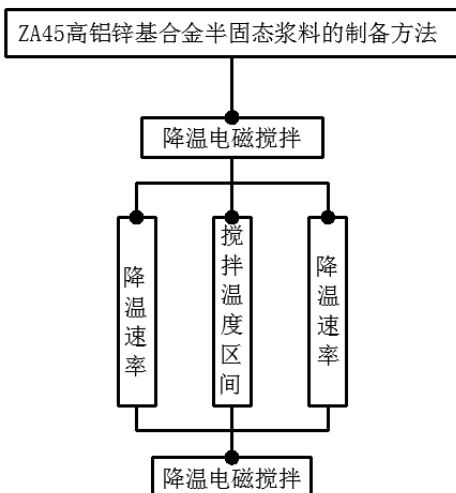 ZA45高铝锌基合金半固态浆料的制备方法
降温电磁搅拌
降温速率
搅拌温度区间
降温速率
降温电磁搅拌